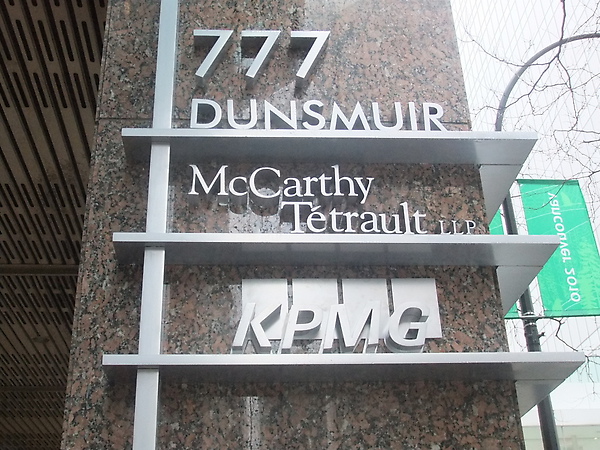 777
DUNSMUIR
McCarthy
Tétrault LLP
KPMG
vancouver 2010